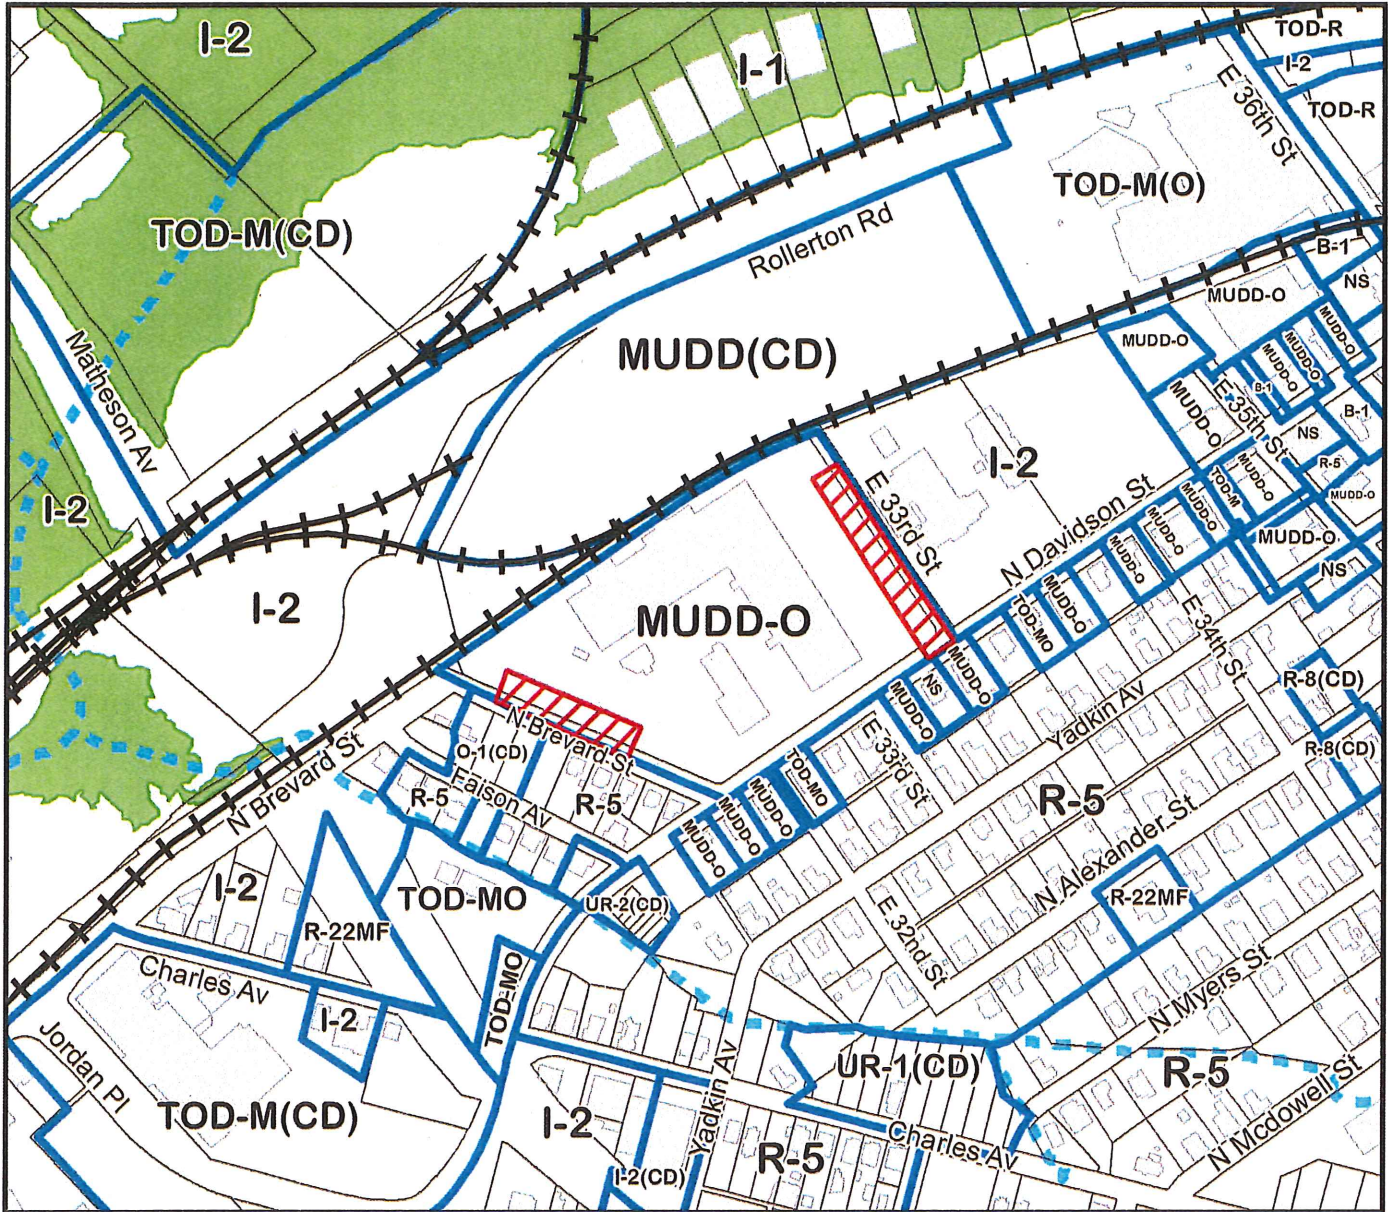 I-2
I-1
TOD-R
I-2
TOD-R
E 36th St
TOD-M(O)
TOD-M(CD)
Rollerton Rd
B-1
NS
MUDD-O
MUDD-O
MUDD-O
MUDD-O
MUDD-O
B-1
E 35th St
MUDD-O
B-1
NS
R-5
MUDD-O
MUDD-O
TOD-M
MUDD-O
MUDD-O
NS
Matheson Av
MUDD(CD)
I-2
I-2
E 33rd St
N Davidson St
MUDD-O
MUDD-O
MUDD-O
MUDD-O
TOD-MO
E 34th St
I-2
MUDD-O
MUDD-O
NS
MUDD-O
R-8(CD)
R-8(CD)
N Brevard St
O-1(CD)
N Brevard St
Faison Av
R-5
R-5
TOD-MO
MUDD-O
MUDD-O
MUDD-O
E 33rd St
Yadkin Av
R-5
N Alexander St
R-22MF
I-2
R-22MF
TOD-MO
UR-2(CD)
E 32nd St
TOD-MO
Charles Av
I-2
N Myers St
Jordan Pl
TOD-M(CD)
I-2
I-2(CD)
Yadkin Av
UR-1(CD)
R-5
Charles Av
R-5
N Mcdowell St